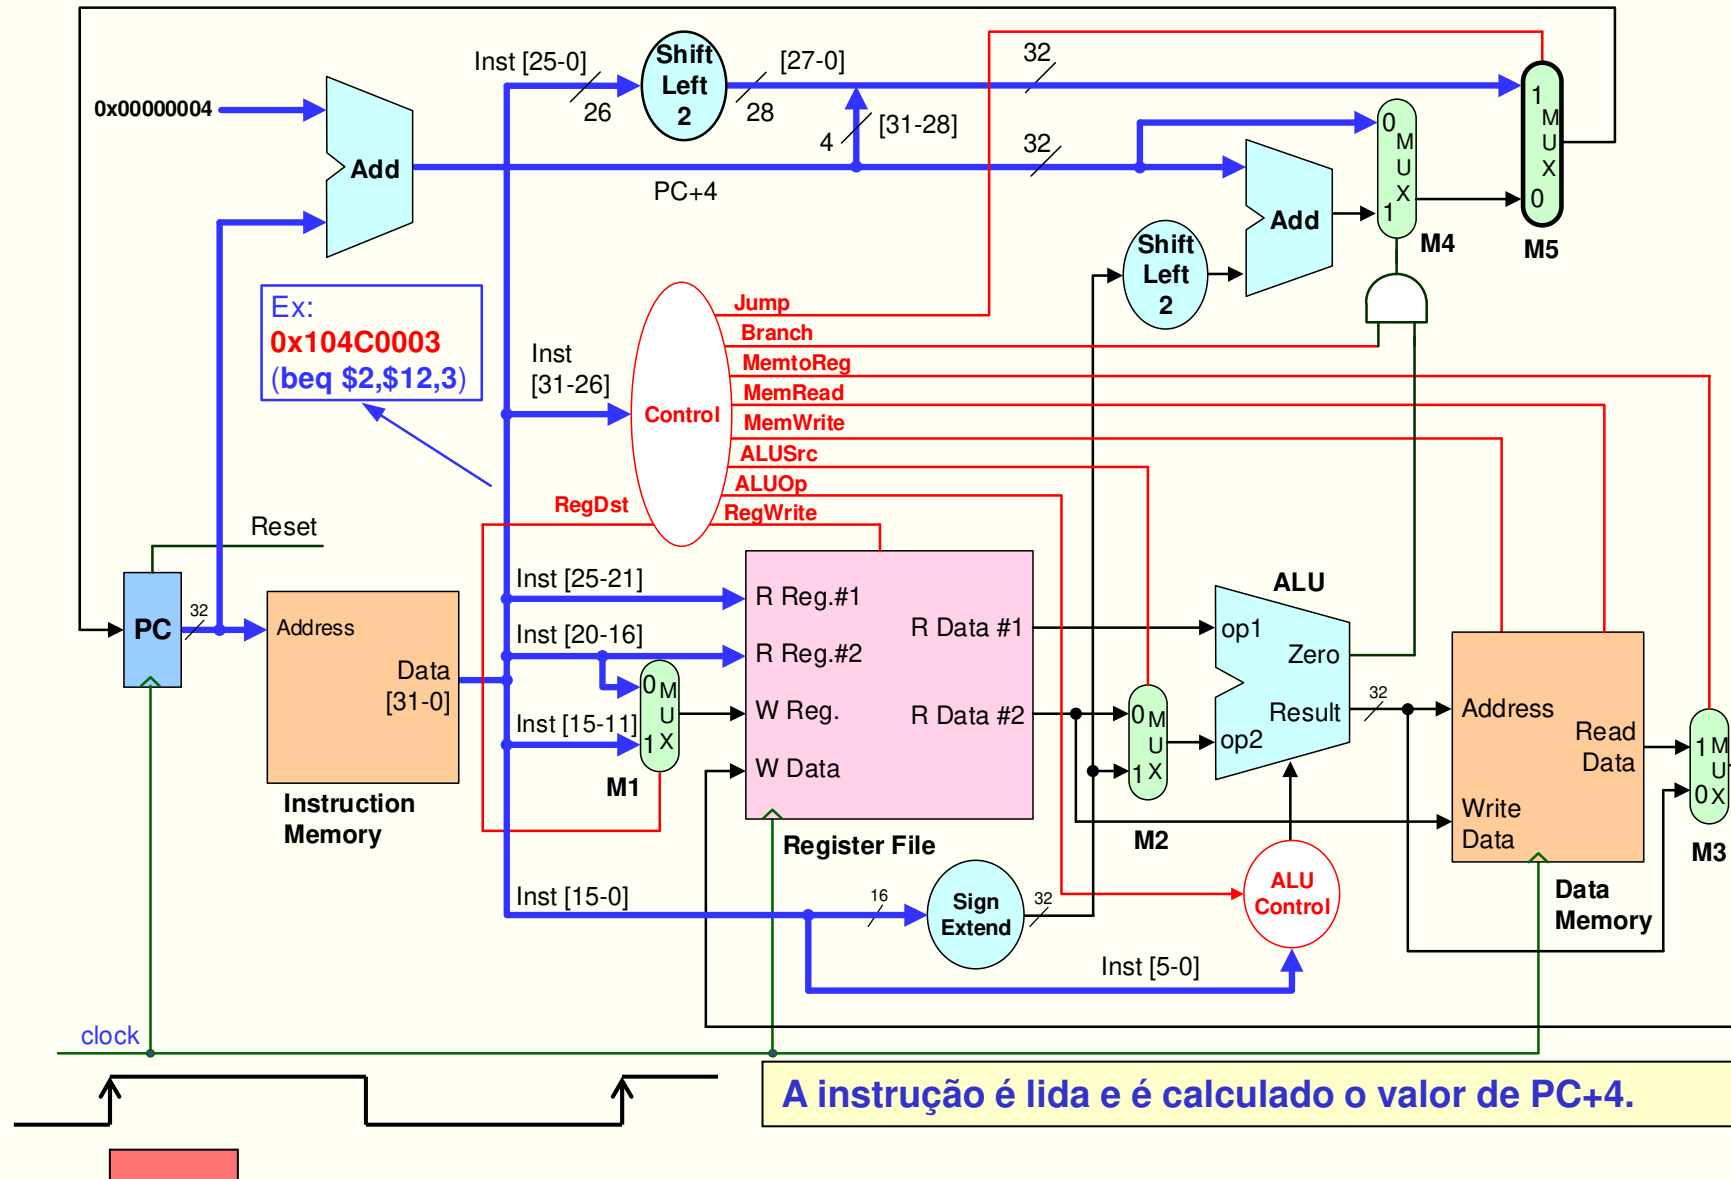 Inst [25-0]
26
Shift
Left
2
28
[27-0]
32
4
[31-28]
0x00000004
Add
PC+4
32
0
M
U
X
1
M4
1
M
U
X
0
M5
Add
Shift
Left
2
Ex:
0x104C0003
(beq $2,$12,3)
Inst
[31-26]
Control
Jump
Branch
MemtoReg
MemRead
MemWrite
ALUSrc
ALUOp
RegWrite
RegDst
Reset
PC
32
Address
Data
[31-0]
Instruction
Memory
Inst [25-21]
Inst [20-16]
Inst [15-11]
0
M
U
X
1
M1
R Reg.#1
R Reg.#2
W Reg.
W Data
R Data #1
R Data #2
Register File
0
M
U
X
1
M2
ALU
op1
op2
Zero
Result
32
Address
Read
Data
Write
Data
Data
Memory
1
M
U
X
0
M3
Inst [15-0]
16
Sign
Extend
32
ALU
Control
Inst [5-0]
clock
A instrução é lida e é calculado o valor de PC+4.